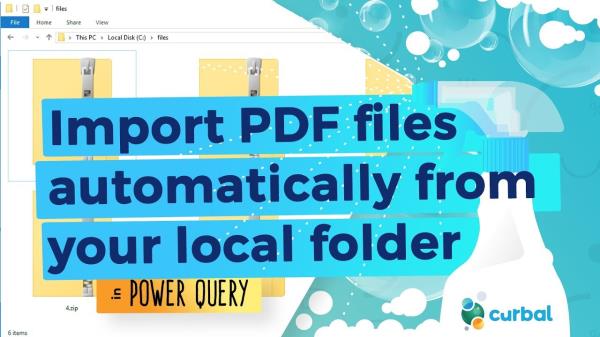 files
File
Home
Share
View
This PC
Local Disk (C:)
files
Import PDF files
automatically from
your local folder
in POWER QUERY
4.zip
6 items
curbal